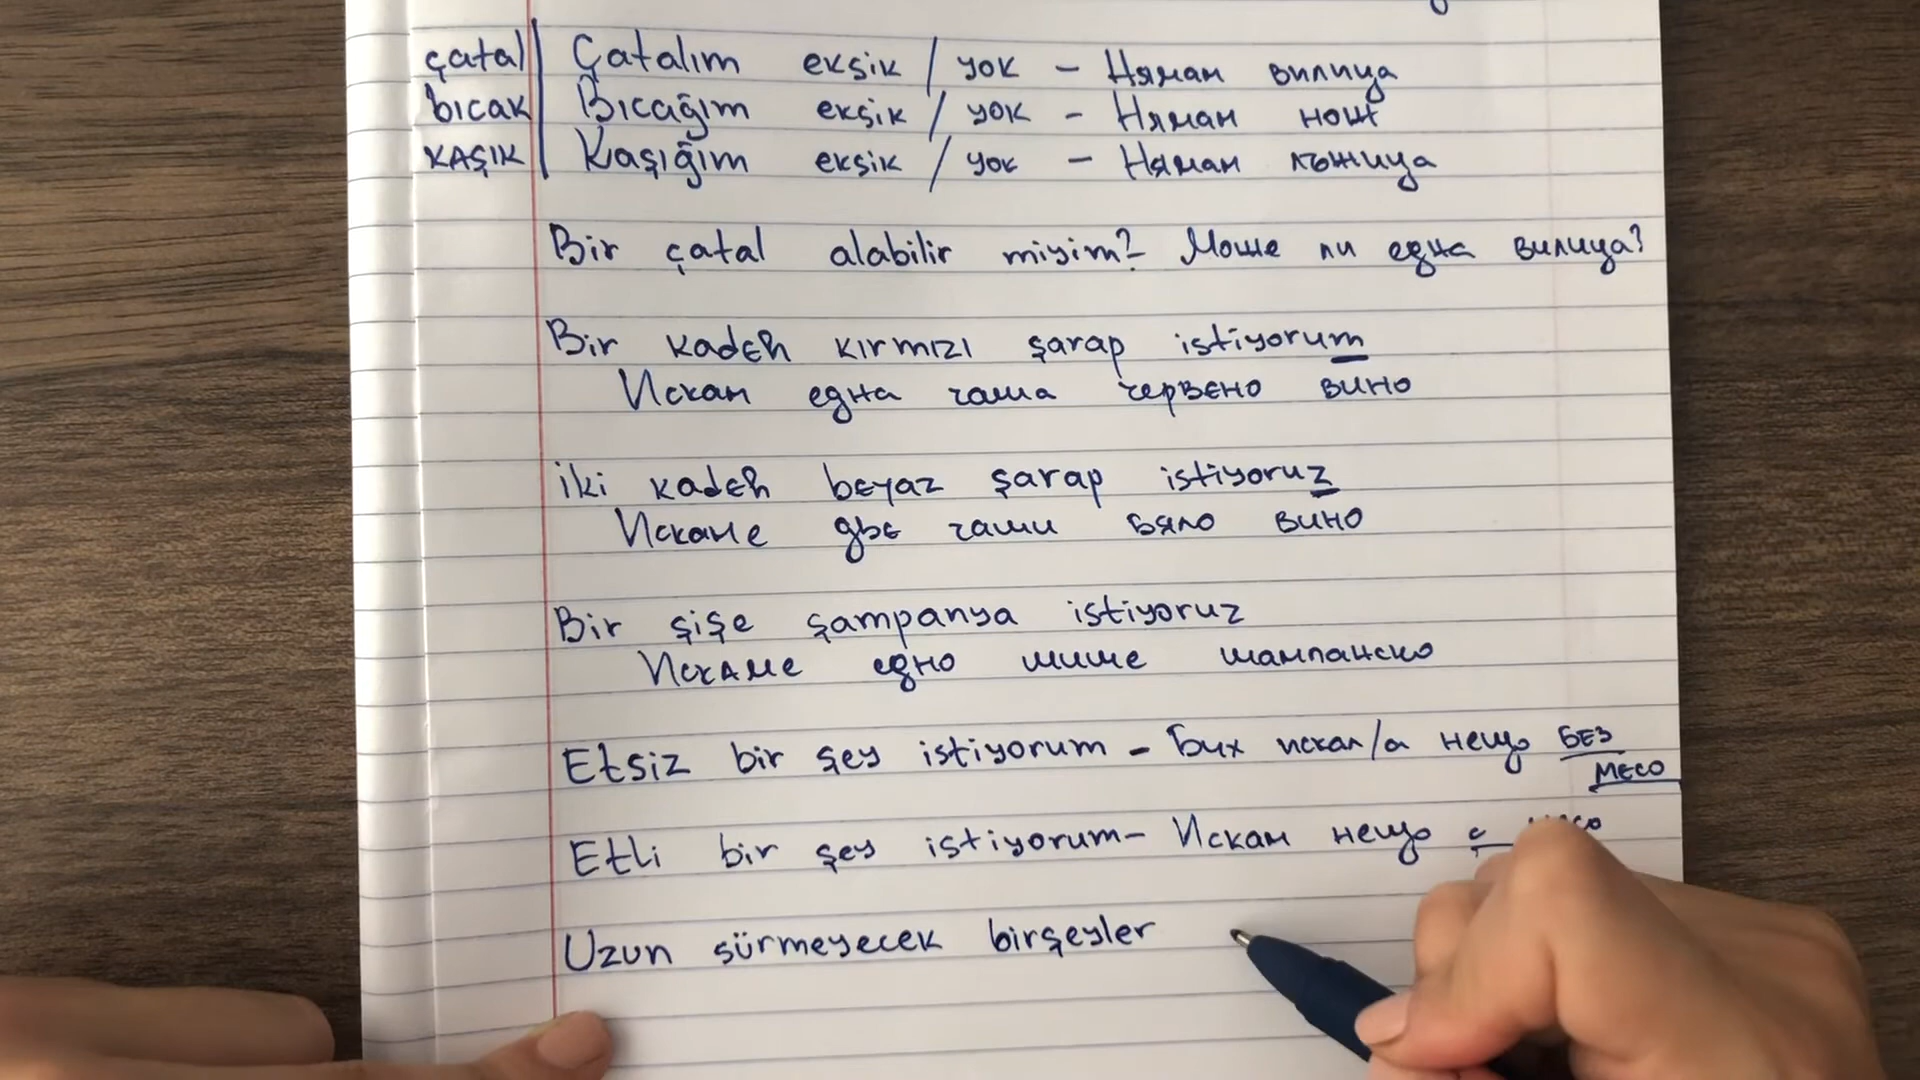 çatal | Çatalım eksik / yok - Нямам вилица
bıcak | Bıcağım eksik / yok - Нямам нож
KAŞIK | Kaşığım eksik / yok - Нямам лъжица
Bir çatal alabilir miyim? Може ли една вилица?
Bir kadeh kırmızı şarap istiyorum
Искам една чаша червено вино
iki kadeh beyaz şarap istiyoruz
Искаме две чаши бяло вино
Bir şişe şampanya istiyoruz
Искаме едно шише шампанско
Etsiz bir şey istiyorum - Бих искал/а нещо БЕЗ
МЕСО
Etli bir şey istiyorum - Искам нещо с
Uzun sürmeyecek birşeyler